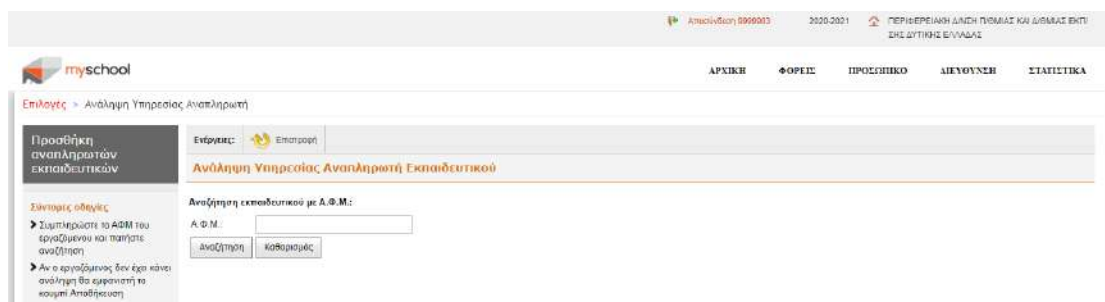 Αποσύνδεση 9999903
2020-2021
ΠΕΡΙΦΕΡΕΙΑΚΗ Δ/ΝΣΗ Π/ΘΜΙΑΣ ΚΑΙ Δ/ΘΜΙΑΣ ΕΚΠ/
ΣΗΣ ΔΥΤΙΚΗΣ ΕΛΛΑΔΑΣ
myschool
ΑΡΧΙΚΗ ΦΟΡΕΙΣ ΠΡΟΣΩΠΙΚΟ ΔΙΕΥΘΥΝΣΗ ΣΤΑΤΙΣΤΙΚΑ
Επιλογές > Ανάληψη Υπηρεσίας Αναπληρωτή
Προσθήκη
αναπληρωτών
εκπαιδευτικών
Ενέργειες: Επιστροφή
Ανάληψη Υπηρεσίας Αναπληρωτή Εκπαιδευτικού
Σύντομες οδηγίες
Συμπληρώστε το ΑΦΜ του
εργαζόμενου και πατήστε
αναζήτηση
Αν ο εργαζόμενος δεν έχει κάνει
ανάληψη θα εμφανιστή το
κουμπί Αποθήκευση
Αναζήτηση εκπαιδευτικού με Α.Φ.Μ.:
Α.Φ.Μ.:
Αναζήτηση Καθαρισμός